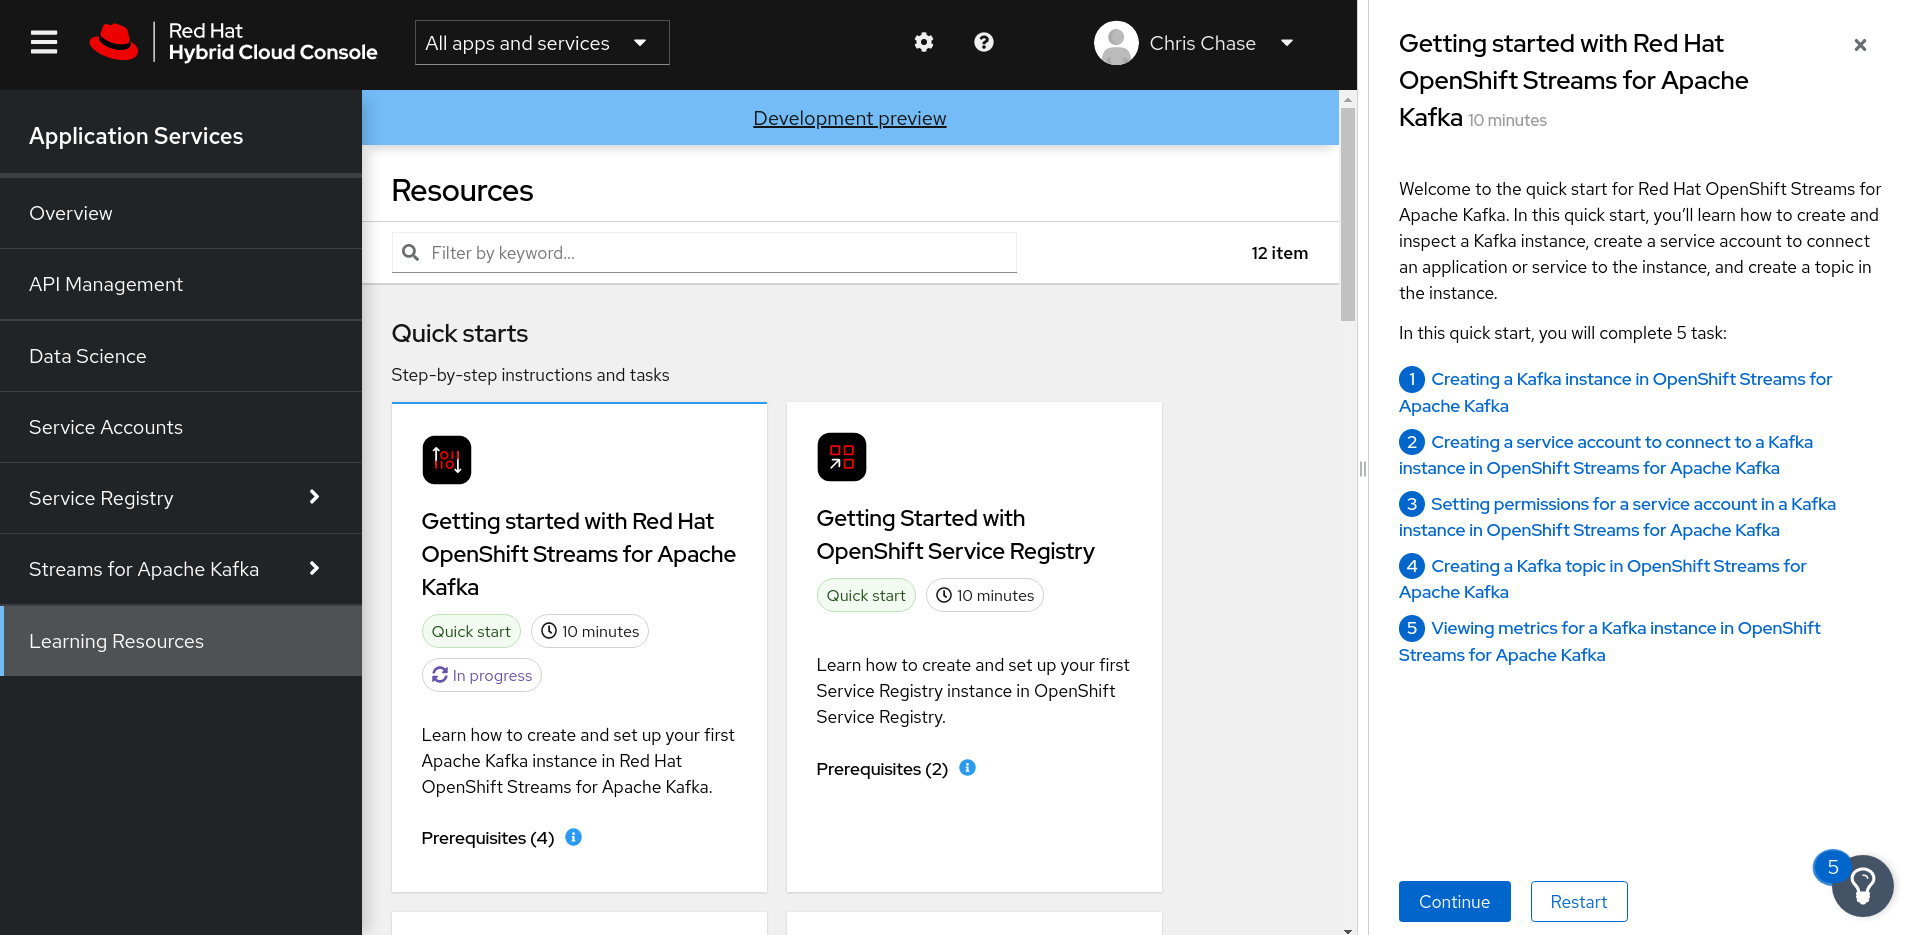 Red Hat
Hybrid Cloud Console
All apps and services
Chris Chase
Application Services
Overview
API Management
Data Science
Service Accounts
Service Registry
Streams for Apache Kafka
Learning Resources
Development preview
Resources
Filter by keyword...
12 item
Quick starts
Step-by-step instructions and tasks
Getting started with Red Hat
OpenShift Streams for Apache
Kafka
Quick start
10 minutes
In progress
Learn how to create and set up your first
Apache Kafka instance in Red Hat
OpenShift Streams for Apache Kafka.
Prerequisites (4)
Getting Started with
OpenShift Service Registry
Quick start
10 minutes
Learn how to create and set up your first
Service Registry instance in OpenShift
Service Registry.
Prerequisites (2)
Getting started with Red Hat
OpenShift Streams for Apache
Kafka 10 minutes
Welcome to the quick start for Red Hat OpenShift Streams for
Apache Kafka. In this quick start, you’ll learn how to create and
inspect a Kafka instance, create a service account to connect
an application or service to the instance, and create a topic in
the instance.
In this quick start, you will complete 5 task:
1 Creating a Kafka instance in OpenShift Streams for
Apache Kafka
2 Creating a service account to connect to a Kafka
instance in OpenShift Streams for Apache Kafka
3 Setting permissions for a service account in a Kafka
instance in OpenShift Streams for Apache Kafka
4 Creating a Kafka topic in OpenShift Streams for
Apache Kafka
5 Viewing metrics for a Kafka instance in OpenShift
Streams for Apache Kafka
5
Continue
Restart